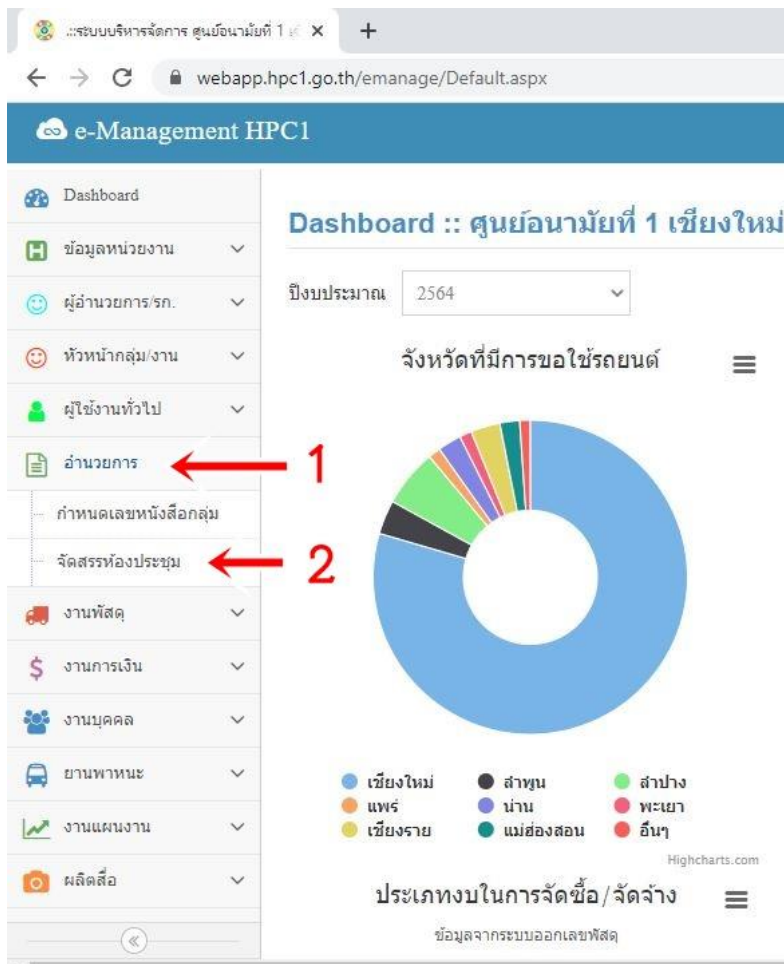 .::ระบบบริหารจัดการ ศูนย์อนามัยที่ 1
webapp.hpc1.go.th/emanage/Default.aspx
e-Management HPC1
Dashboard
ข้อมูลหน่วยงาน
ผู้อำนวยการ/รก.
หัวหน้ากลุ่ม/งาน
ผู้ใช้งานทั่วไป
อำนวยการ
1
กำหนดเลขหนังสือกลุ่ม
จัดสรรห้องประชุม
2
งานพัสดุ
งานการเงิน
งานบุคคล
ยานพาหนะ
งานแผนงาน
ผลิตสื่อ
Dashboard :: ศูนย์อนามัยที่ 1 เชียงใหม่
ปีงบประมาณ 2564
จังหวัดที่มีการขอใช้รถยนต์
เชียงใหม่ ลำพูน ลำปาง
แพร่ น่าน พะเยา
เชียงราย แม่ฮ่องสอน อื่นๆ
Highcharts.com
ประเภทงบในการจัดซื้อ/จัดจ้าง
ข้อมูลจากระบบออกเลขพัสดุ